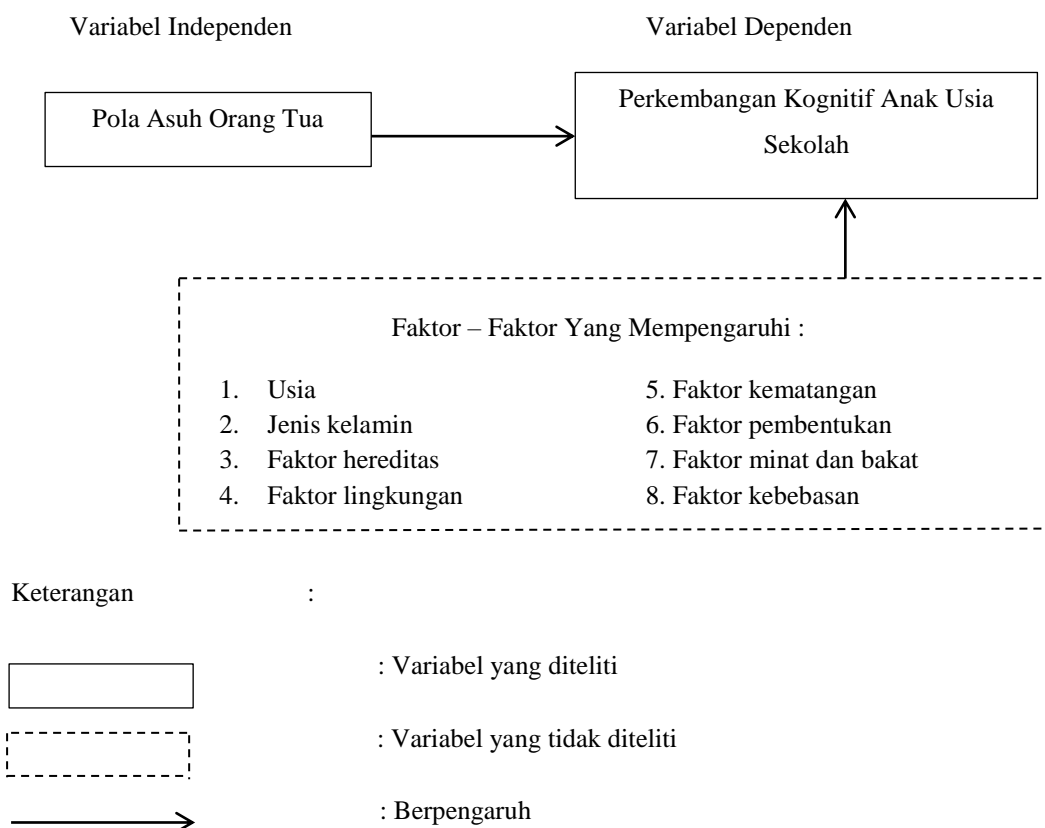 Variabel Independen Variabel Dependen
Pola Asuh Orang Tua
Perkembangan Kognitif Anak Usia
Sekolah
Faktor – Faktor Yang Mempengaruhi :
1. Usia
2. Jenis kelamin
3. Faktor hereditas
4. Faktor lingkungan
5. Faktor kematangan
6. Faktor pembentukan
7. Faktor minat dan bakat
8. Faktor kebebasan
Keterangan :
: Variabel yang diteliti
: Variabel yang tidak diteliti
: Berpengaruh